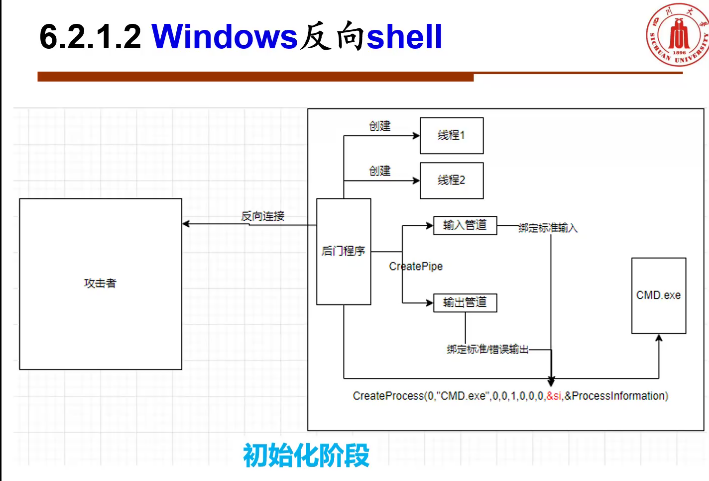 6.2.1.2 Windows反向shell
四川大学
SICHUAN UNIVERSITY
1896
创建
线程1
创建
线程2
反向连接
攻击者
后门程序
输入管道
绑定标准输入
CreatePipe
输出管道
绑定标准/错误输出
CMD.exe
CreateProcess(0,"CMD.exe",0,0,1,0,0,0,&si,&ProcessInformation)
初始化阶段